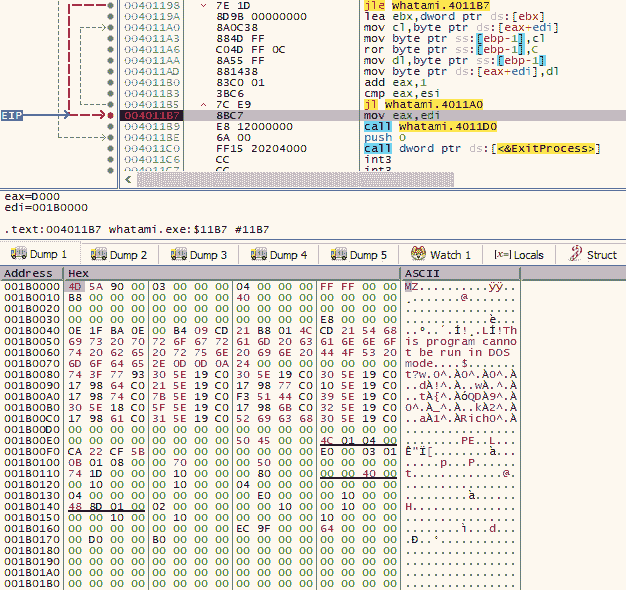 00401198 7E 1D jle whatami.4011B7
0040119A 8D9B 00000000 lea ebx,dword ptr ds:[ebx]
004011A0 8A0C38 mov cl,byte ptr ds:[eax+edi]
004011A3 884D FF mov byte ptr ss:[ebp-1],cl
004011A6 C04D FF 0C ror byte ptr ss:[ebp-1],C
004011AA 8A55 FF mov dl,byte ptr ss:[ebp-1]
004011AD 881438 mov byte ptr ds:[eax+edi],dl
004011B0 83C0 01 add eax,1
004011B3 3BC6 cmp eax,esi
004011B5 7C E9 jl whatami.4011A0
EIP 004011B7 8BC7 mov eax,edi
004011B9 E8 12000000 call whatami.4011D0
004011BE 6A 00 push 0
004011C0 FF15 20204000 call dword ptr ds:[<&ExitProcess>]
004011C6 CC int3
004011C7 CC int3
eax=D000
edi=001B0000
.text:004011B7 whatami.exe:$11B7 #11B7
Dump 1 Dump 2 Dump 3 Dump 4 Dump 5 Watch 1 [x=] Locals Struct
Address Hex ASCII
001B0000 4D 5A 90 00 03 00 00 00 04 00 00 00 FF FF 00 00 MZ..........ÿÿ..
001B0010 B8 00 00 00 00 00 00 00 40 00 00 00 00 00 00 00 ¸.......@.......
001B0020 00 00 00 00 00 00 00 00 00 00 00 00 00 00 00 00 ................
001B0030 00 00 00 00 00 00 00 00 00 00 00 00 E8 00 00 00 ............è...
001B0040 0E 1F BA 0E 00 B4 09 CD 21 B8 01 4C CD 21 54 68 ..º..´.Í!¸.LÍ!Th
001B0050 69 73 20 70 72 6F 67 72 61 6D 20 63 61 6E 6E 6F is program canno
001B0060 74 20 62 65 20 72 75 6E 20 69 6E 20 44 4F 53 20 t be run in DOS
001B0070 6D 6F 64 65 2E 0D 0D 0A 24 00 00 00 00 00 00 00 mode....$.......
001B0080 74 3F 77 93 30 5E 19 C0 30 5E 19 C0 30 5E 19 C0 t?w.0^.À0^.À0^.À
001B0090 17 98 64 C0 21 5E 19 C0 17 98 77 C0 10 5E 19 C0 ..dÀ!^.À..wÀ.^.À
001B00A0 17 98 74 C0 7B 5E 19 C0 F3 51 44 C0 39 5E 19 C0 ..tÀ{^.ÀóQDÀ9^.À
001B00B0 30 5E 18 C0 5F 5E 19 C0 17 98 6B C0 32 5E 19 C0 0^.À_^.À..kÀ2^.À
001B00C0 17 98 61 C0 31 5E 19 C0 52 69 63 68 30 5E 19 C0 ..aÀ1^.ÀRich0^.À
001B00D0 00 00 00 00 00 00 00 00 00 00 00 00 00 00 00 00 ................
001B00E0 00 00 00 00 00 00 00 00 50 45 00 00 4C 01 04 00 ........PE..L...
001B00F0 CA 22 CF 5B 00 00 00 00 00 00 00 00 E0 00 03 01 Ê"Ï[........à...
001B0100 0B 01 08 00 00 70 00 00 00 50 00 00 00 00 00 00 .....p...P......
001B0110 74 1D 00 00 00 10 00 00 00 80 00 00 00 00 40 00 t.............@.
001B0120 00 10 00 00 00 10 00 00 04 00 00 00 00 00 00 00 ................
001B0130 04 00 00 00 00 00 00 00 00 E0 00 00 00 10 00 00 .........à......
001B0140 48 8D 01 00 02 00 00 00 00 00 10 00 00 10 00 00 H...............
001B0150 00 00 10 00 00 10 00 00 00 00 00 00 10 00 00 00 ................
001B0160 00 00 00 00 00 00 00 00 EC 9F 00 00 64 00 00 00 ........ì...d...
001B0170 00 D0 00 00 B0 00 00 00 00 00 00 00 00 00 00 00 .Ð..°...........
001B0180 00 00 00 00 00 00 00 00 00 00 00 00 00 00 00 00 ................
001B0190 00 00 00 00 00 00 00 00 00 00 00 00 00 00 00 00 ................
001B01A0 00 00 00 00 00 00 00 00 00 00 00 00 00 00 00 00 ................
001B01B0 00 00 00 00 00 00 00 00 00 00 00 00 00 00 00 00 ................